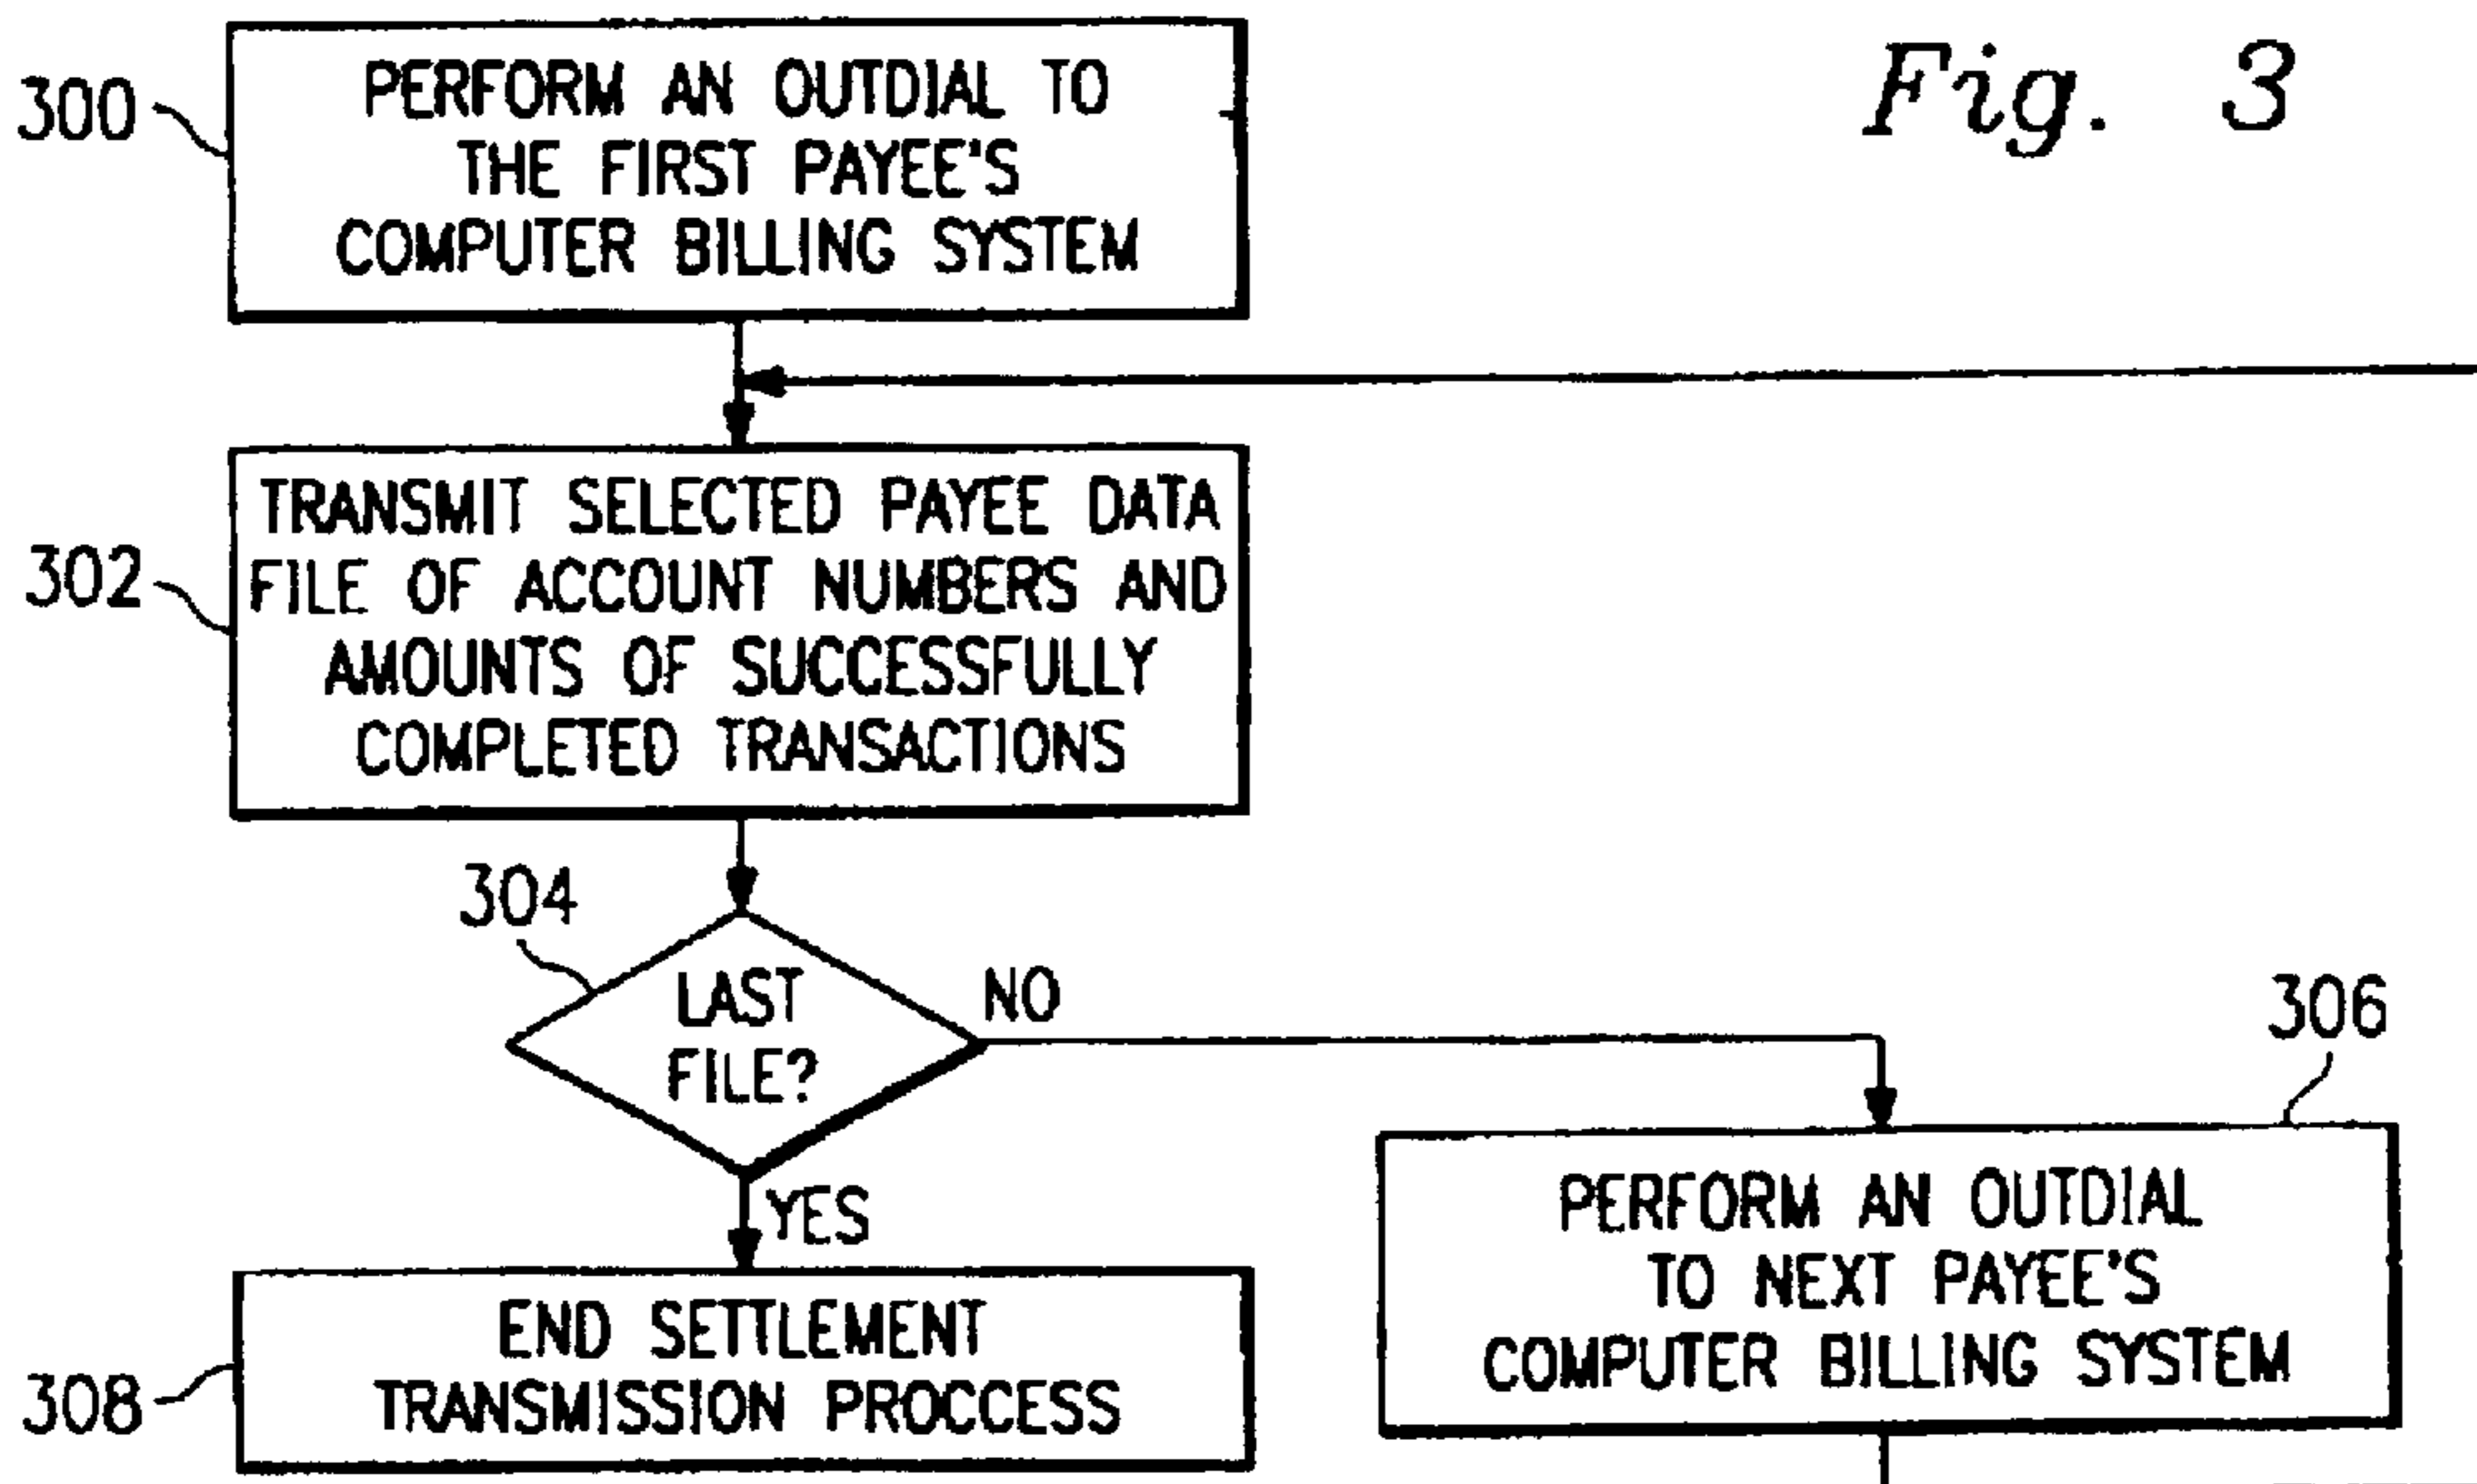 Fig. 3
300
PERFORM AN OUTDIAL TO
THE FIRST PAYEE'S
COMPUTER BILLING SYSTEM
302
TRANSMIT SELECTED PAYEE DATA
FILE OF ACCOUNT NUMBERS AND
AMOUNTS OF SUCCESSFULLY
COMPLETED TRANSACTIONS
304
LAST
FILE?
NO
YES
306
PERFORM AN OUTDIAL
TO NEXT PAYEE'S
COMPUTER BILLING SYSTEM
308
END SETTLEMENT
TRANSMISSION PROCCESS